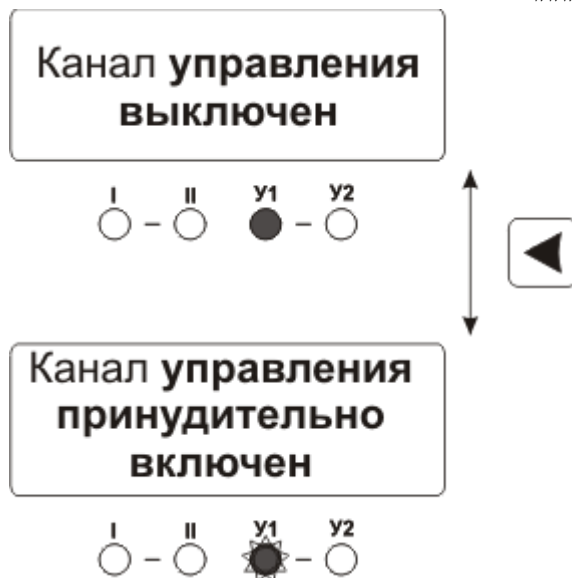 Канал управления
выключен
I II У1 У2
Канал управления
принудительно
включен
I II У1 У2